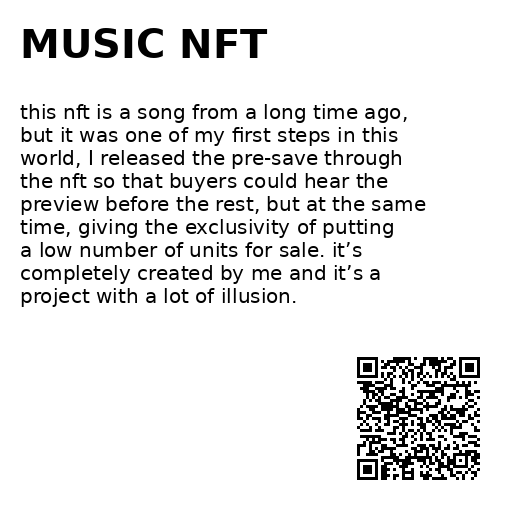 MUSIC NFT
this nft is a song from a long time ago,
but it was one of my first steps in this
world, I released the pre-save through
the nft so that buyers could hear the
preview before the rest, but at the same
time, giving the exclusivity of putting
a low number of units for sale. it’s
completely created by me and it’s a
project with a lot of illusion.